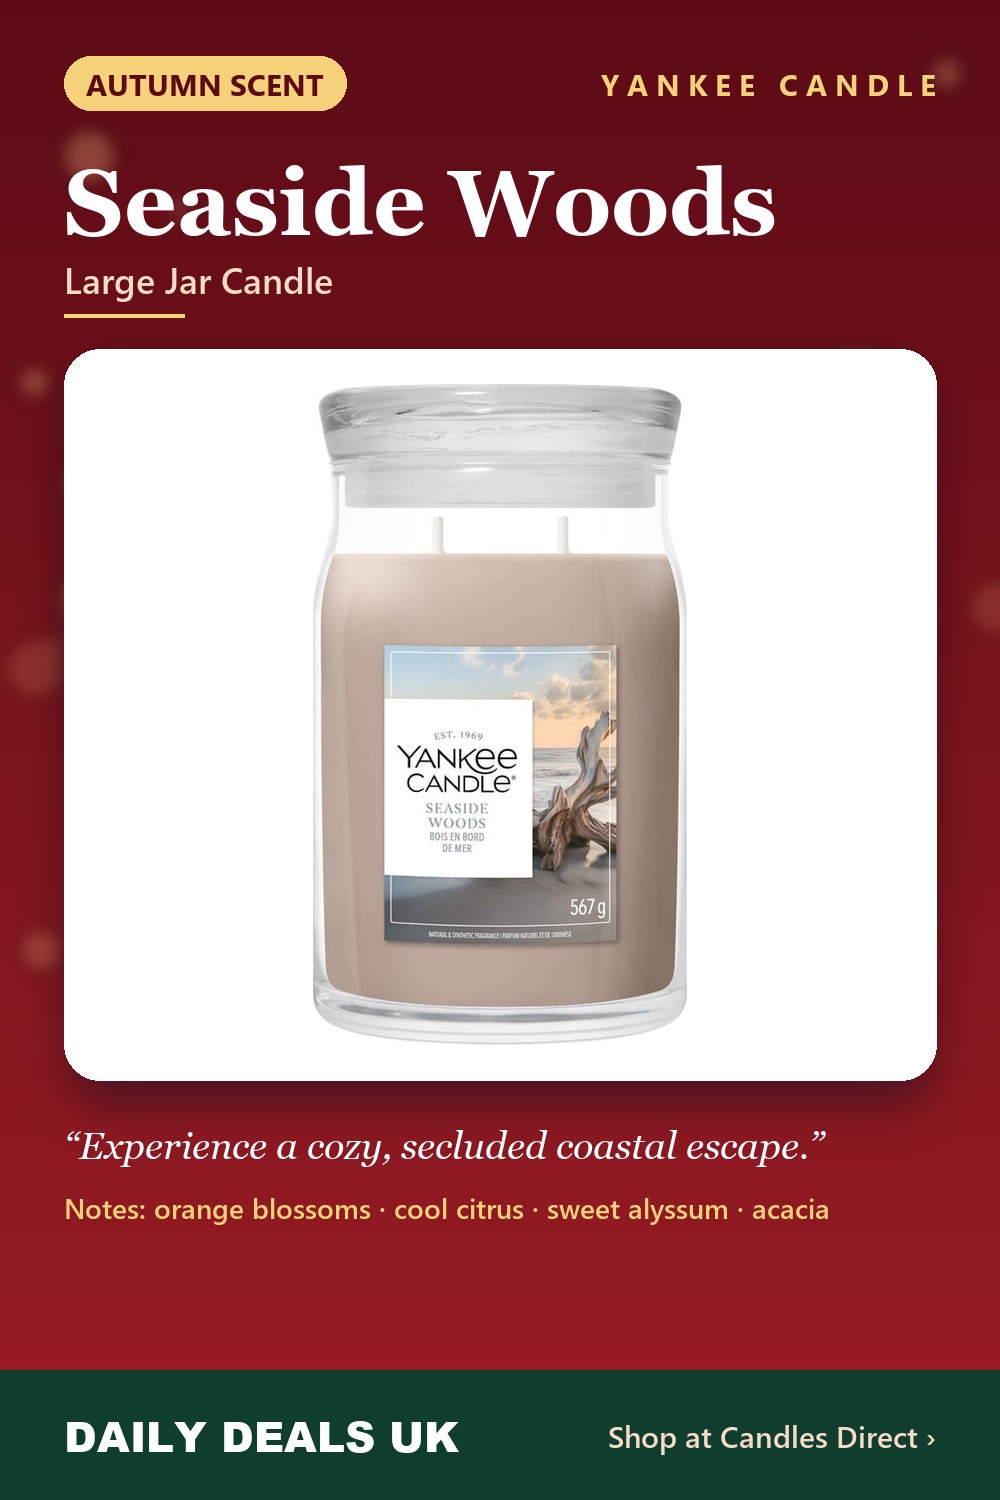 AUTUMN SCENT
YANKEE CANDLE
Seaside Woods
Large Jar Candle
EST. 1969
YANKEE
CANDLE®
SEASIDE
WOODS
BOIS EN BORD
DE MER
567 g
NATURAL & SYNTHETIC FRAGRANCE | PARFUM NATUREL ET DE SYNTHÈSE
“Experience a cozy, secluded coastal escape.”
Notes: orange blossoms · cool citrus · sweet alyssum · acacia
DAILY DEALS UK
Shop at Candles Direct ›